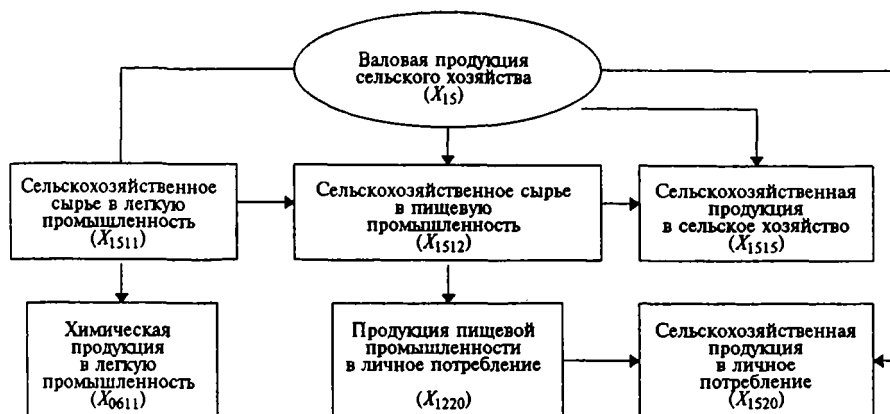 Валовая продукция
сельского хозяйства
(X15)
Сельскохозяйственное
сырье в легкую
промышленность
(X1511)
Сельскохозяйственное сырье
в пищевую
промышленность
(X1512)
Сельскохозяйственная
продукция
в сельское хозяйство
(X1515)
Химическая
продукция
в легкую
промышленность
(X0611)
Продукция пищевой
промышленности
в личное потребление
(X1220)
Сельскохозяйственная
продукция
в личное
потребление
(X1520)